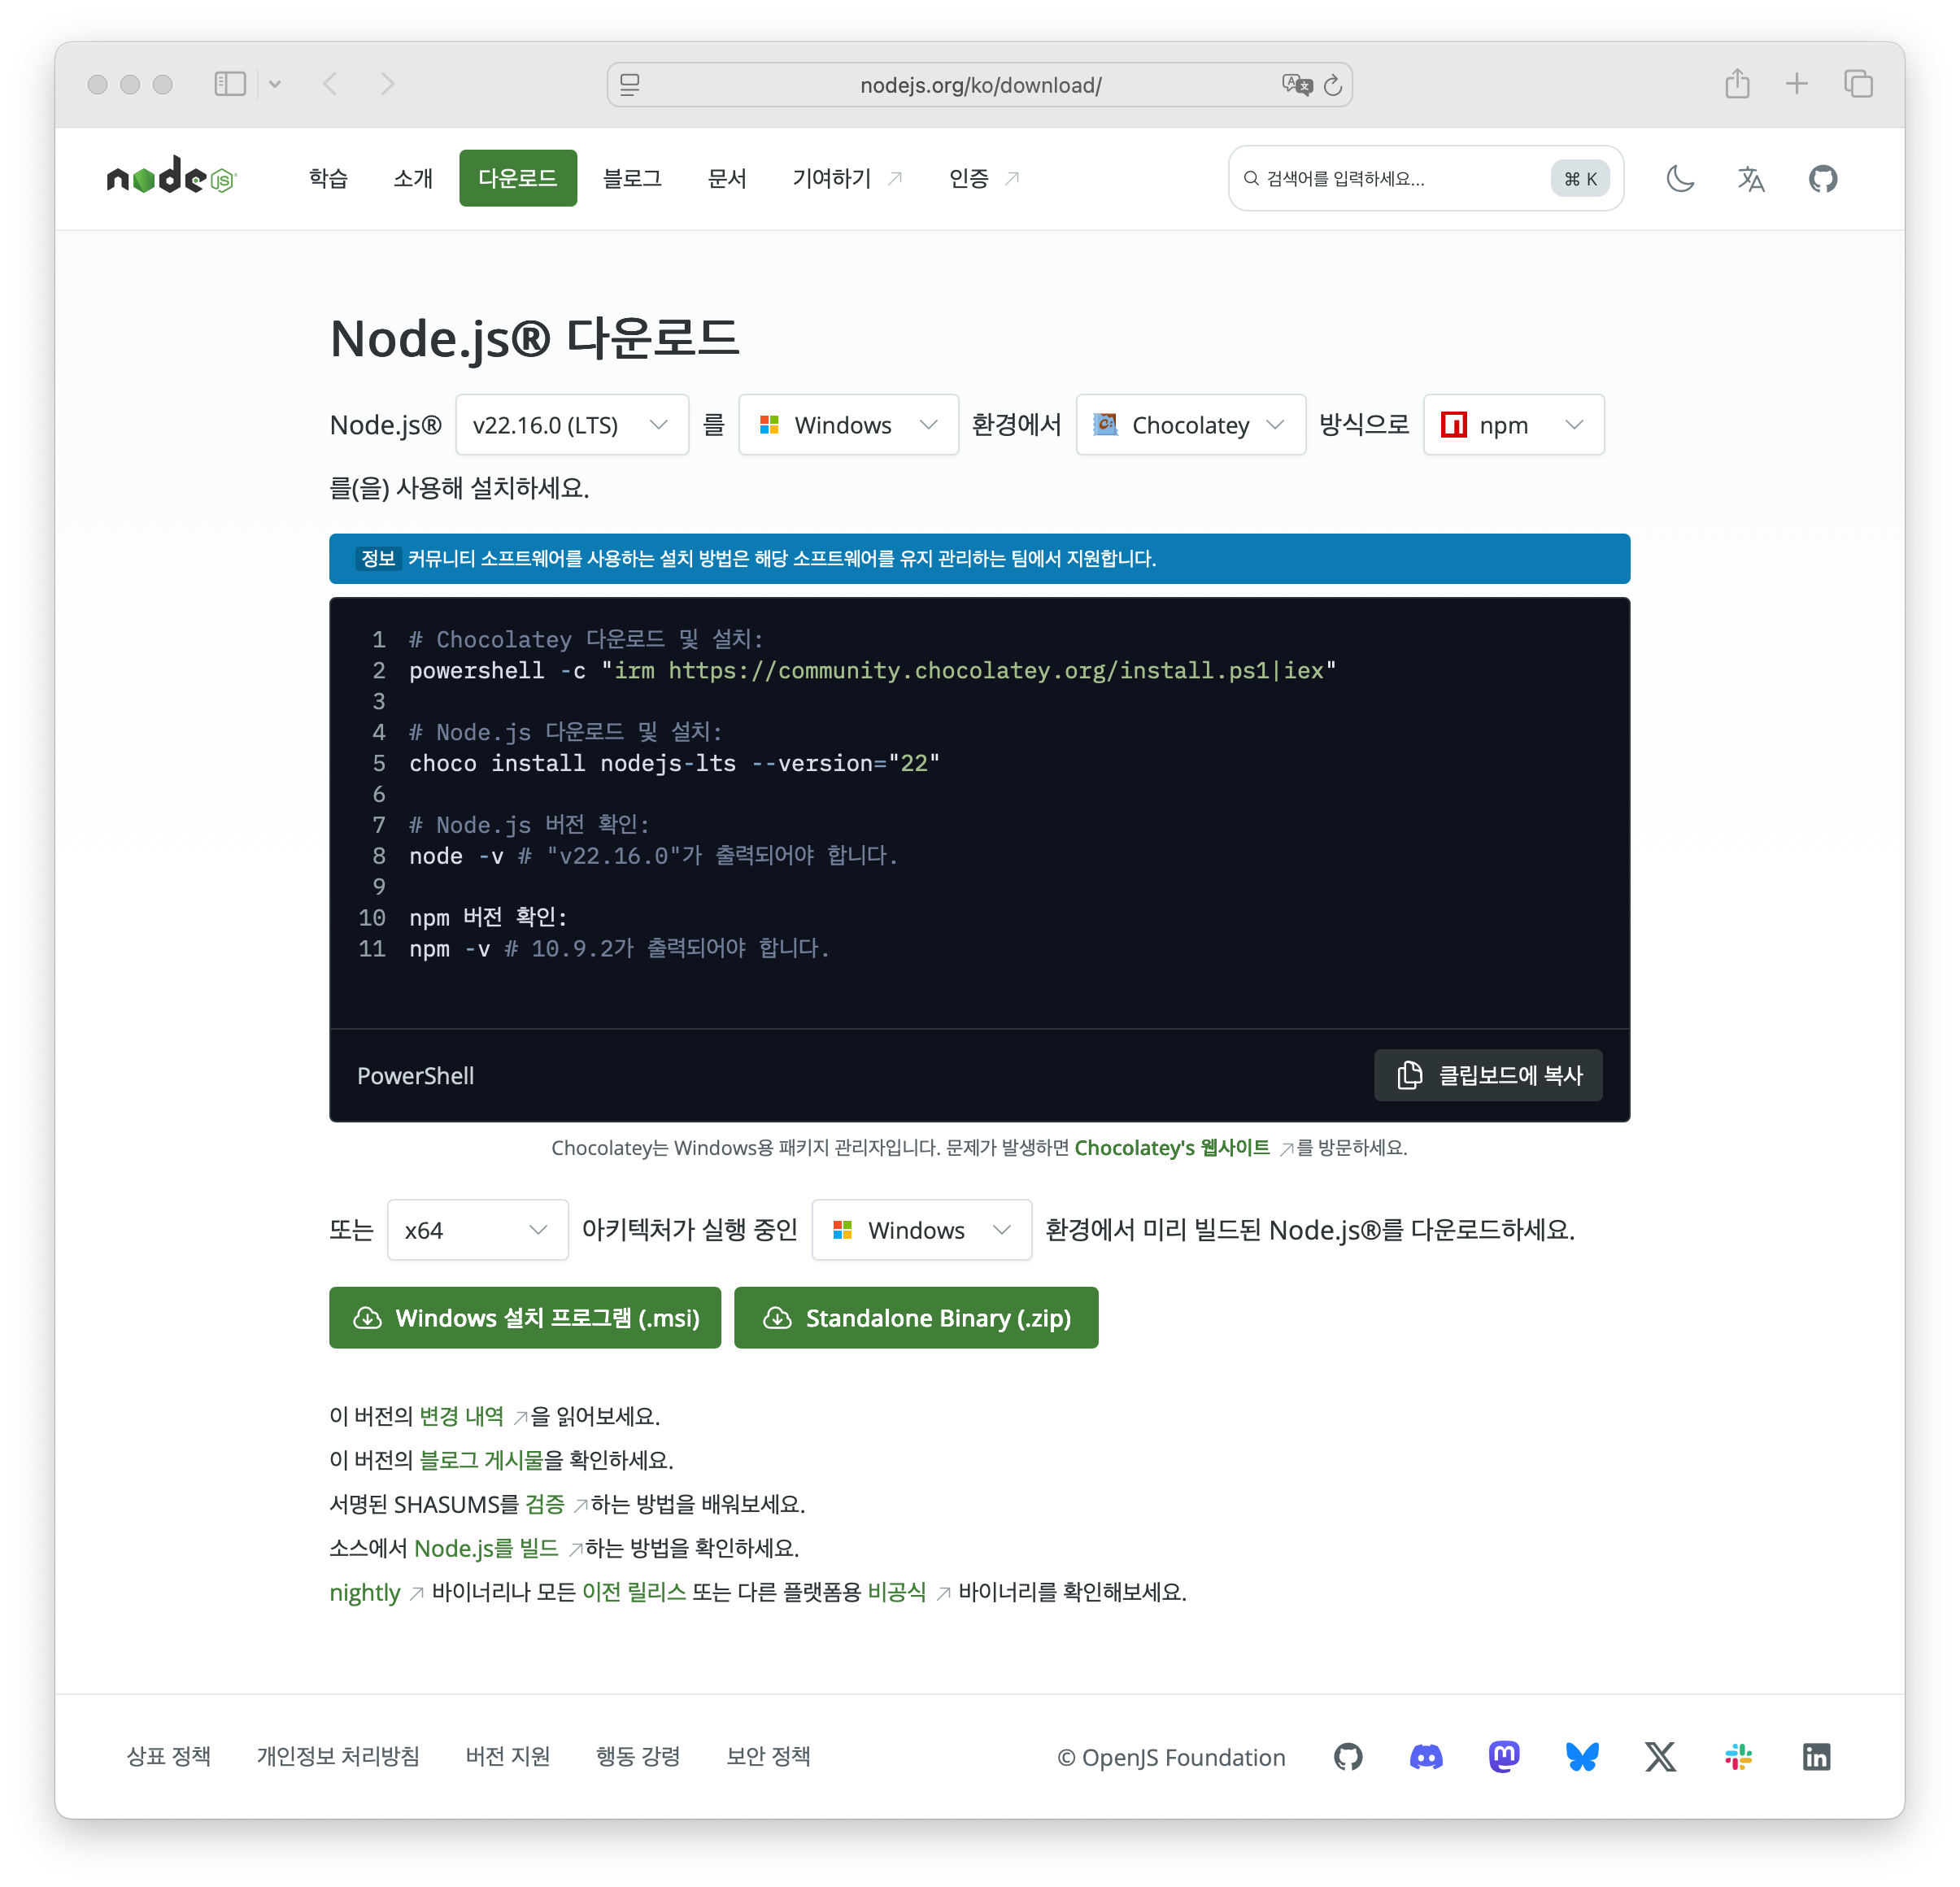 nodejs.org/ko/download/
node JS
학습 소개 다운로드 블로그 문서 기여하기 인증 검색어를 입력하세요... ⌘ K
Node.js® 다운로드
Node.js® v22.16.0 (LTS) 를 Windows 환경에서 Chocolatey 방식으로 npm
를(을) 사용해 설치하세요.
정보 커뮤니티 소프트웨어를 사용하는 설치 방법은 해당 소프트웨어를 유지 관리하는 팀에서 지원합니다.
1 # Chocolatey 다운로드 및 설치:
2 powershell -c "irm https://community.chocolatey.org/install.ps1|iex"
3
4 # Node.js 다운로드 및 설치:
5 choco install nodejs-lts --version="22"
6
7 # Node.js 버전 확인:
8 node -v # "v22.16.0"가 출력되어야 합니다.
9
10 npm 버전 확인:
11 npm -v # 10.9.2가 출력되어야 합니다.
PowerShell 클립보드에 복사
Chocolatey는 Windows용 패키지 관리자입니다. 문제가 발생하면 Chocolatey's 웹사이트 를 방문하세요.
또는 x64 아키텍처가 실행 중인 Windows 환경에서 미리 빌드된 Node.js®를 다운로드하세요.
Windows 설치 프로그램 (.msi) Standalone Binary (.zip)
이 버전의 변경 내역 을 읽어보세요.
이 버전의 블로그 게시물을 확인하세요.
서명된 SHASUMS를 검증 하는 방법을 배워보세요.
소스에서 Node.js를 빌드 하는 방법을 확인하세요.
nightly 바이너리나 모든 이전 릴리스 또는 다른 플랫폼용 비공식 바이너리를 확인해보세요.
상표 정책 개인정보 처리방침 버전 지원 행동 강령 보안 정책 © OpenJS Foundation